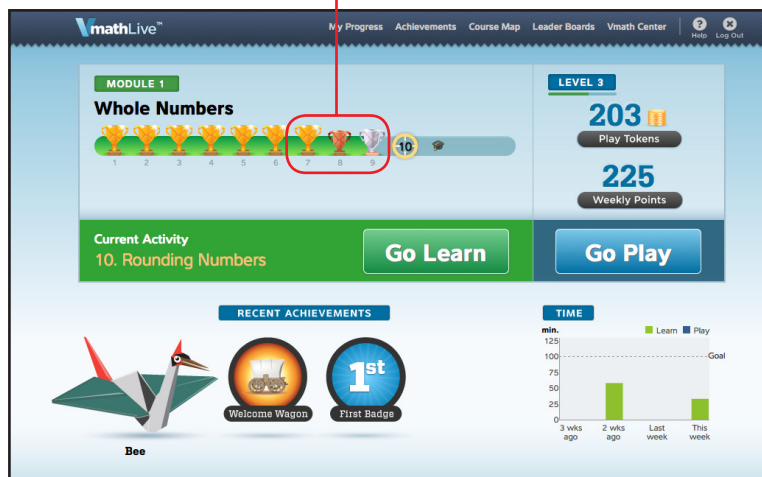 VmathLive™
My Progress Achievements Course Map Leader Boards Vmath Center
Help Log Out
MODULE 1
Whole Numbers
1 2 3 4 5 6 7 8 9 10
LEVEL 3
203
Play Tokens
225
Weekly Points
Current Activity
10. Rounding Numbers
Go Learn
Go Play
RECENT ACHIEVEMENTS
Bee
Welcome Wagon
1st
First Badge
TIME
min.
Learn Play
125
100
Goal
75
50
25
0
3 wks ago
2 wks ago
Last week
This week